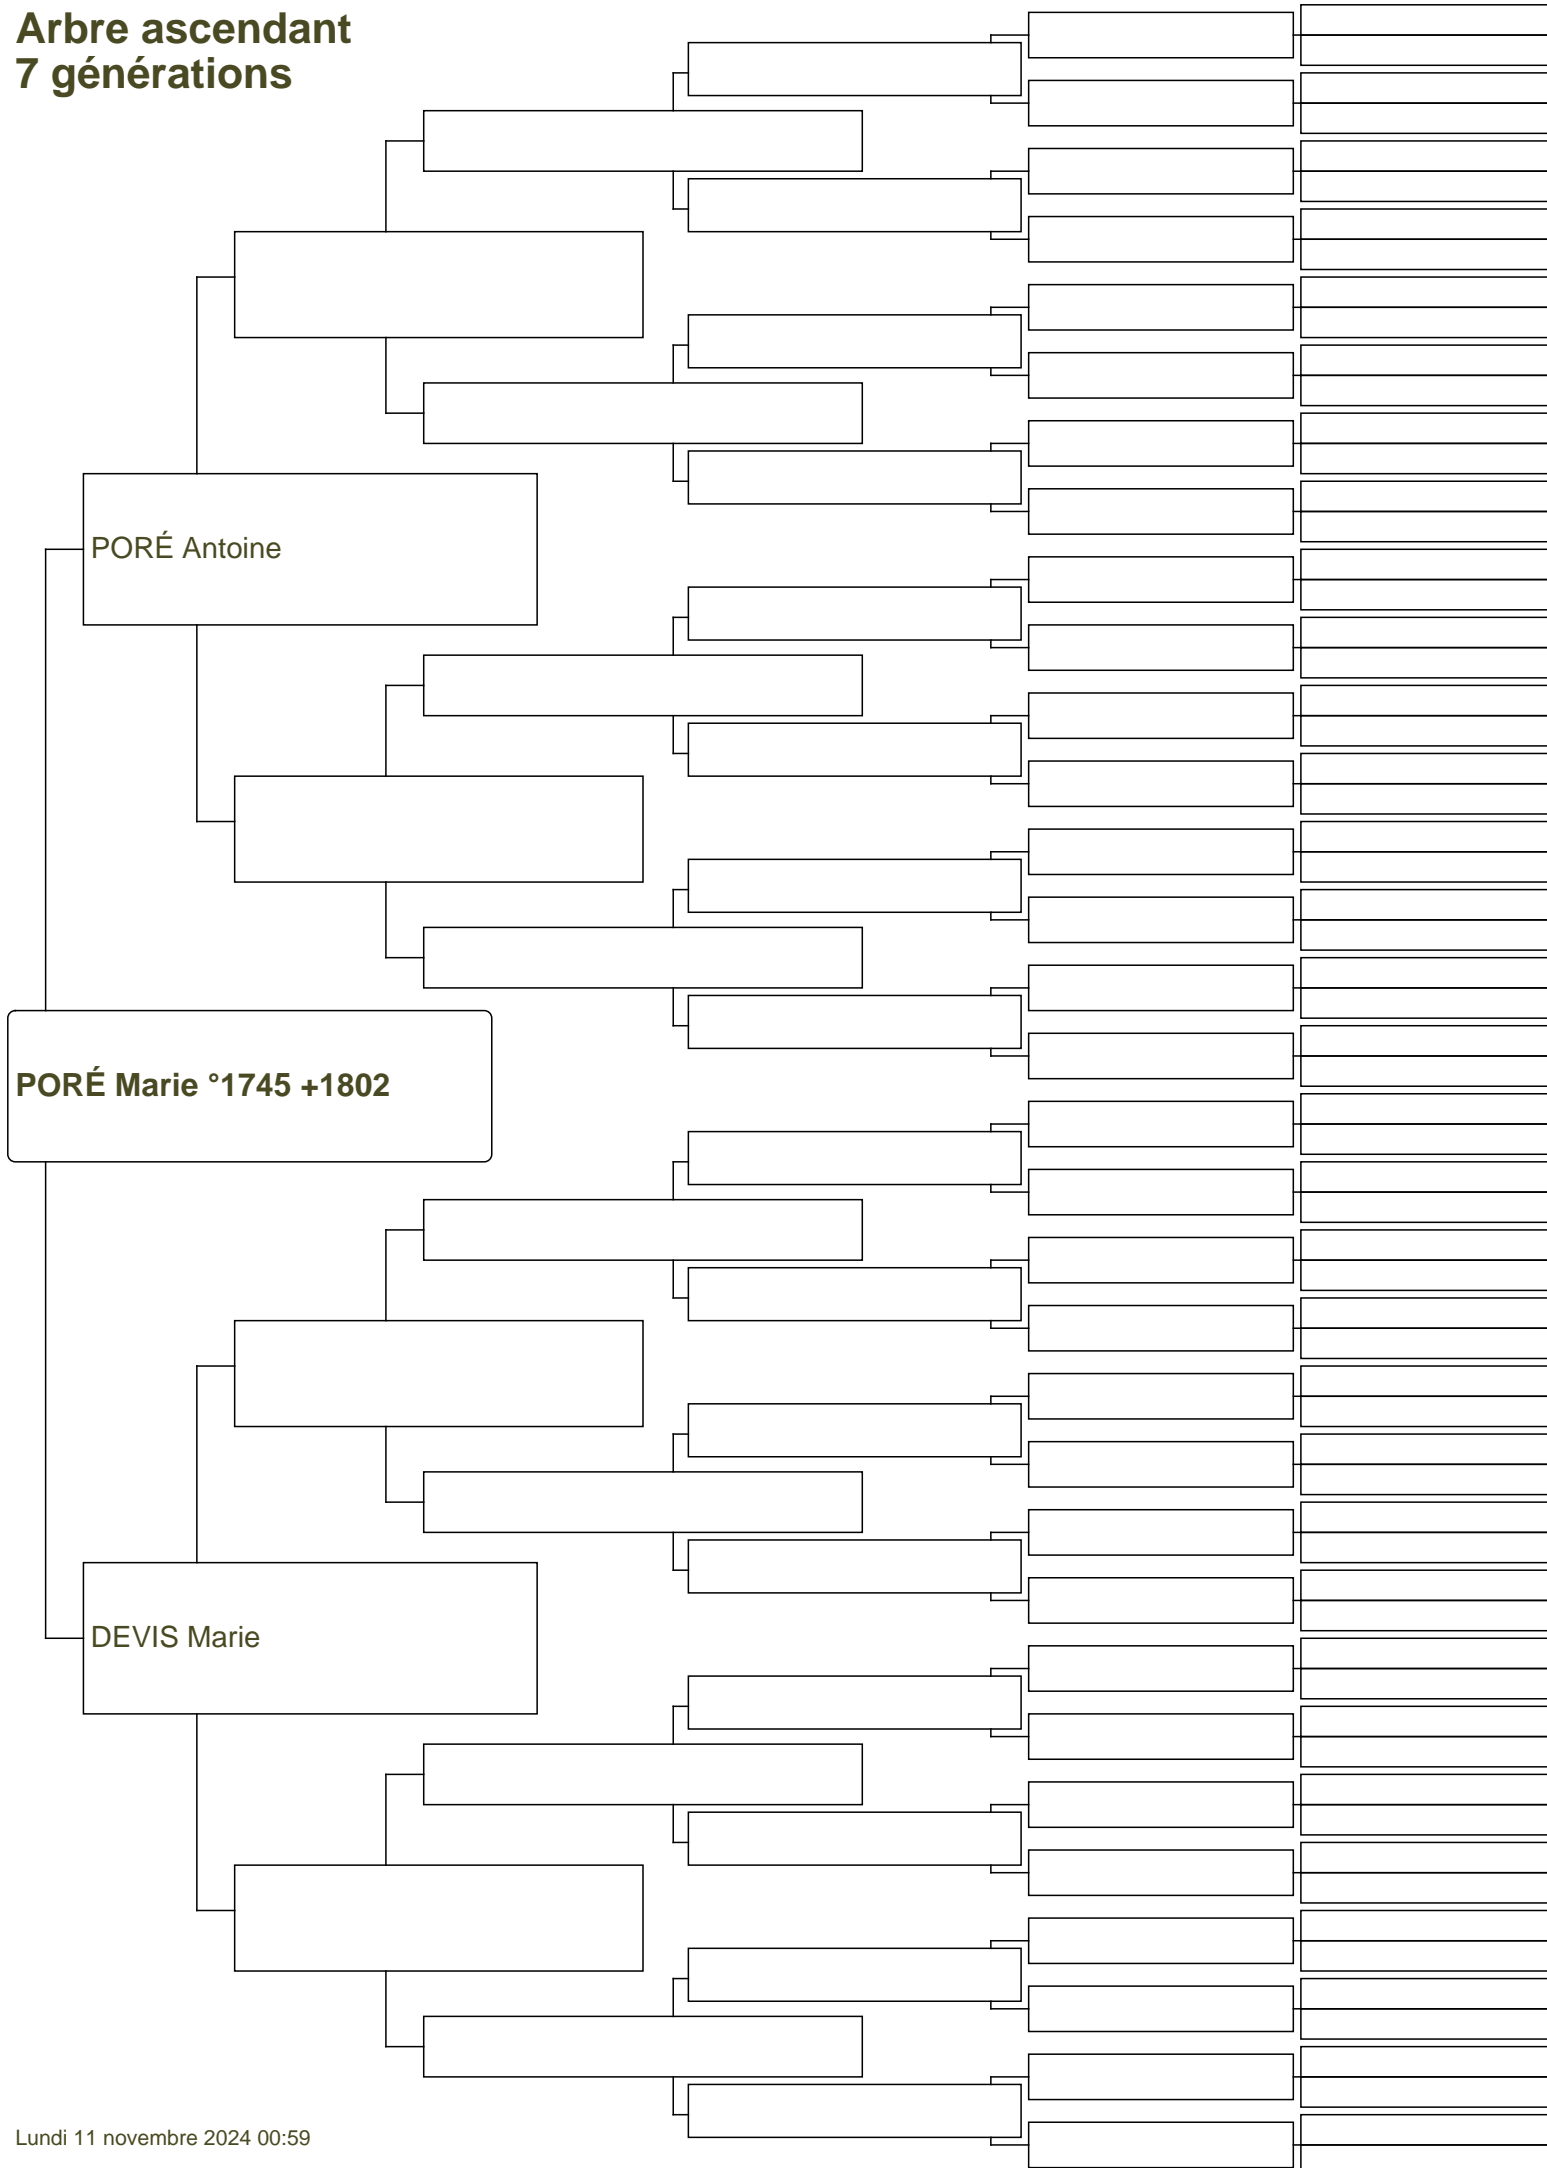 Arbre ascendant
7 générations
PORÉ Antoine
PORÉ Marie °1745 +1802
DEVIS Marie
Lundi 11 novembre 2024 00:59